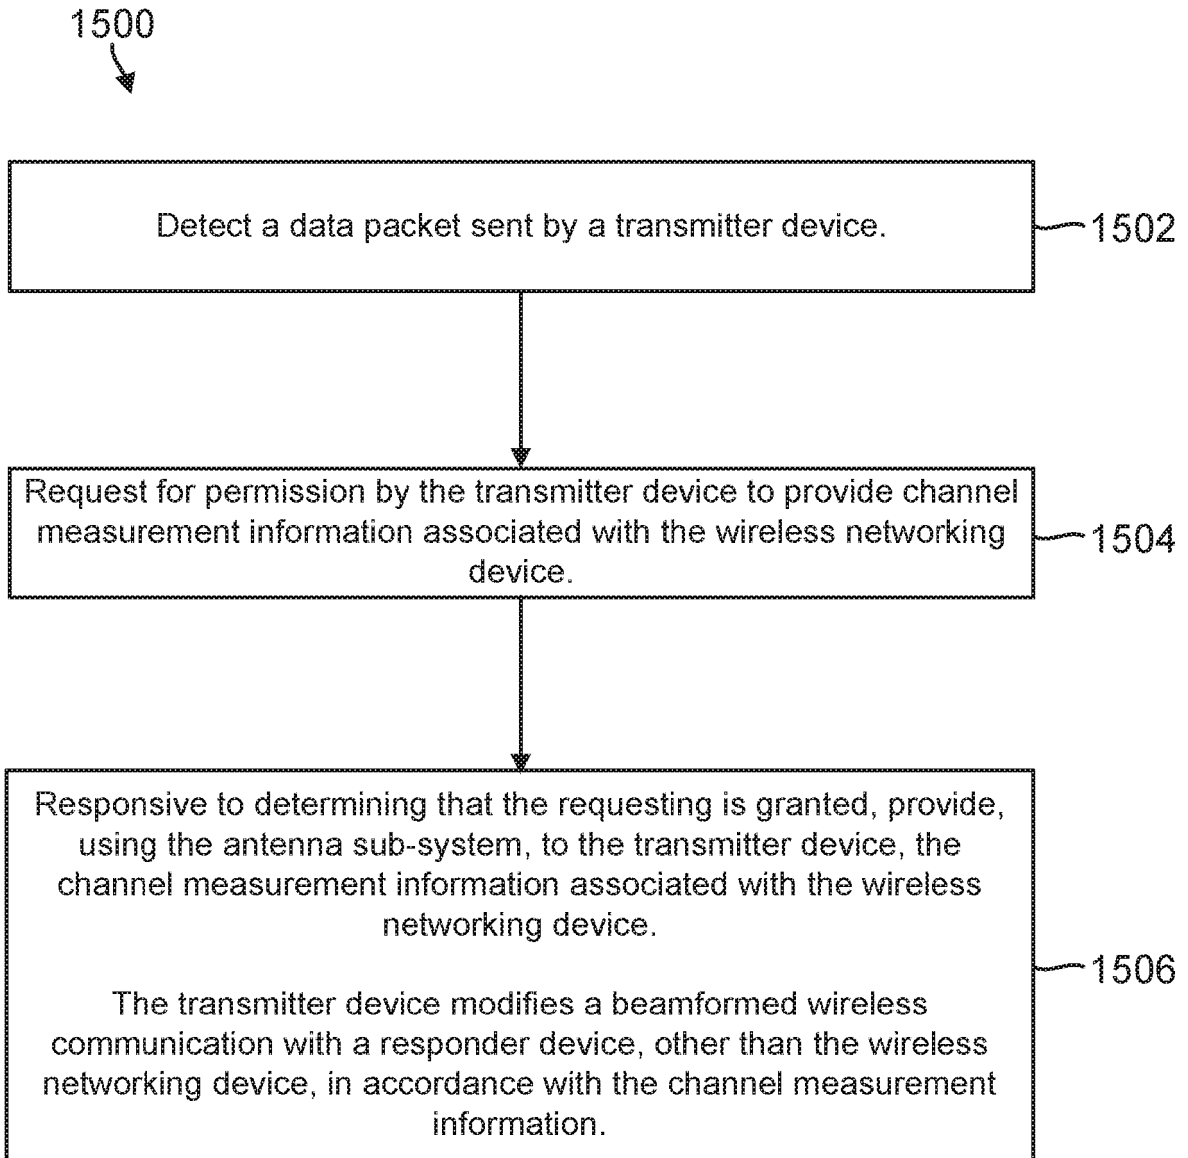 1500
Detect a data packet sent by a transmitter device.
1502
Request for permission by the transmitter device to provide channel
measurement information associated with the wireless networking
device.
1504
Responsive to determining that the requesting is granted, provide,
using the antenna sub-system, to the transmitter device, the
channel measurement information associated with the wireless
networking device.
The transmitter device modifies a beamformed wireless
communication with a responder device, other than the wireless
networking device, in accordance with the channel measurement
information.
1506